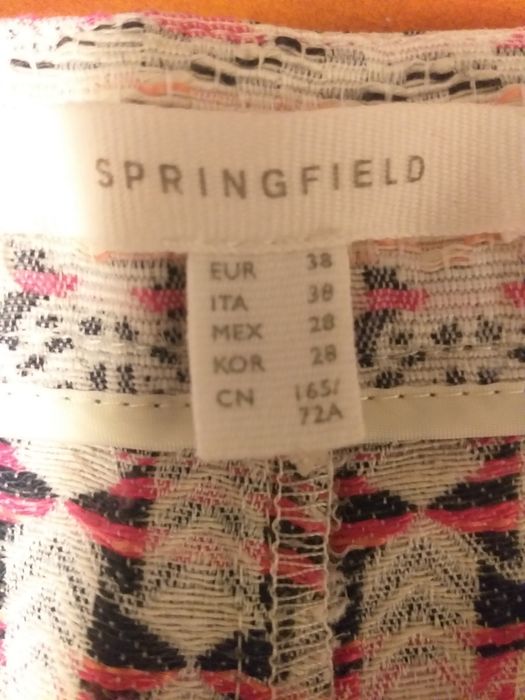 SPRINGFIELD
EUR 38
ITA 38
MEX 28
KOR 28
CN 165/
72A